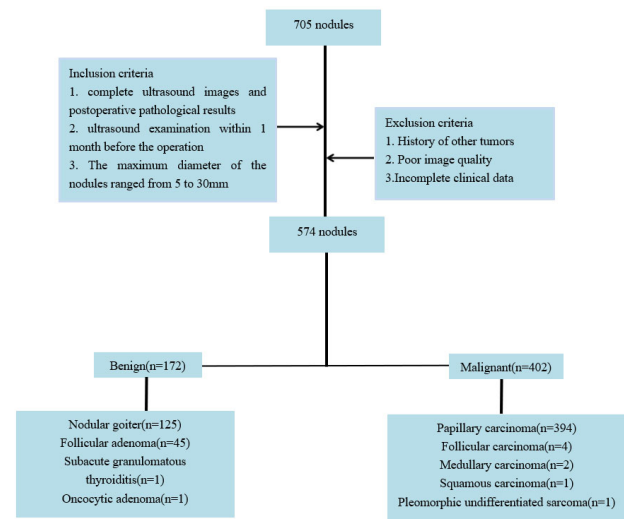 705 nodules
Inclusion criteria
1. complete ultrasound images and
postoperative pathological results
2. ultrasound examination within 1
month before the operation
3. The maximum diameter of the
nodules ranged from 5 to 30mm
Exclusion criteria
1. History of other tumors
2. Poor image quality
3.Incomplete clinical data
574 nodules
Benign(n=172)
Malignant(n=402)
Nodular goiter(n=125)
Follicular adenoma(n=45)
Subacute granulomatous
thyroiditis(n=1)
Oncocytic adenoma(n=1)
Papillary carcinoma(n=394)
Follicular carcinoma(n=4)
Medullary carcinoma(n=2)
Squamous carcinoma(n=1)
Pleomorphic undifferentiated sarcoma(n=1)